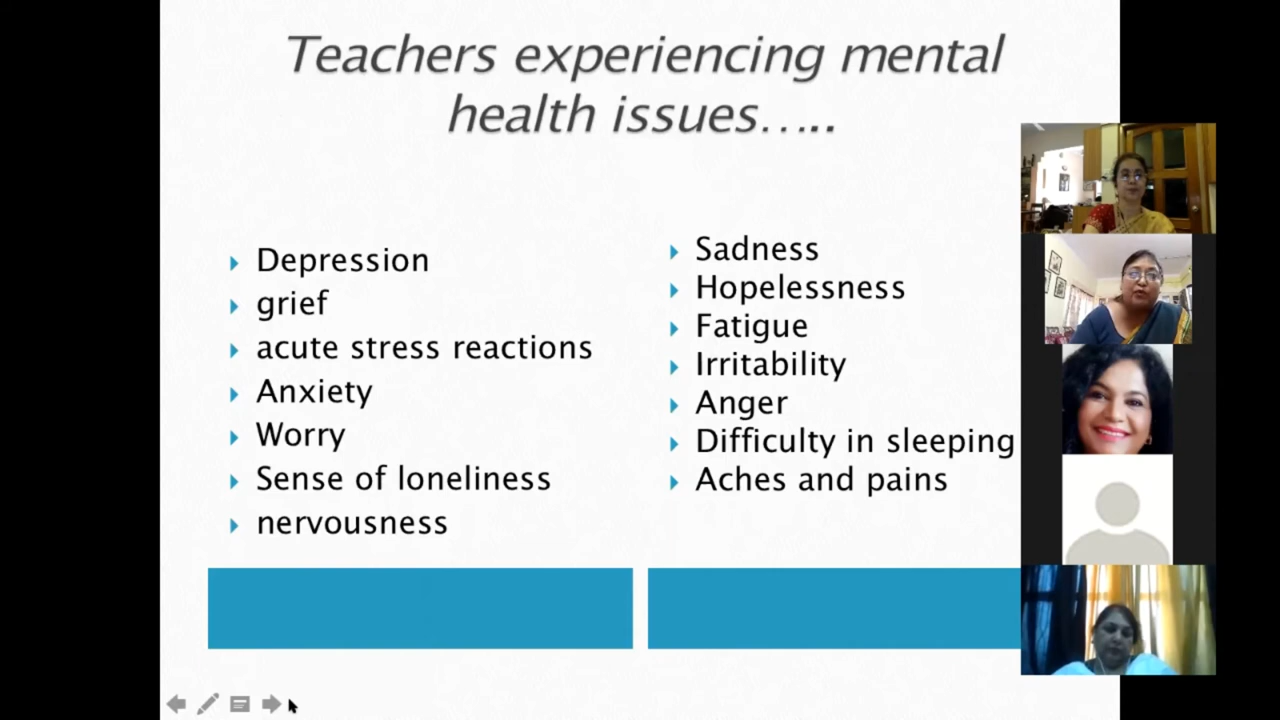 Teachers experiencing mental
health issues…..
Depression
grief
acute stress reactions
Anxiety
Worry
Sense of loneliness
nervousness
Sadness
Hopelessness
Fatigue
Irritability
Anger
Difficulty in sleeping
Aches and pains